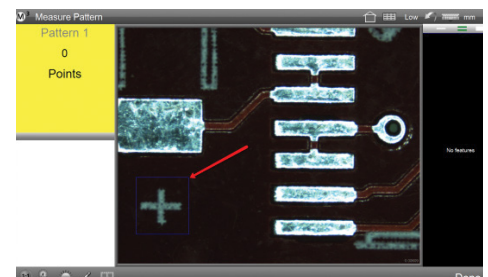 Measure Pattern
Low
mm
Pattern 1
0
Points
No features
Done